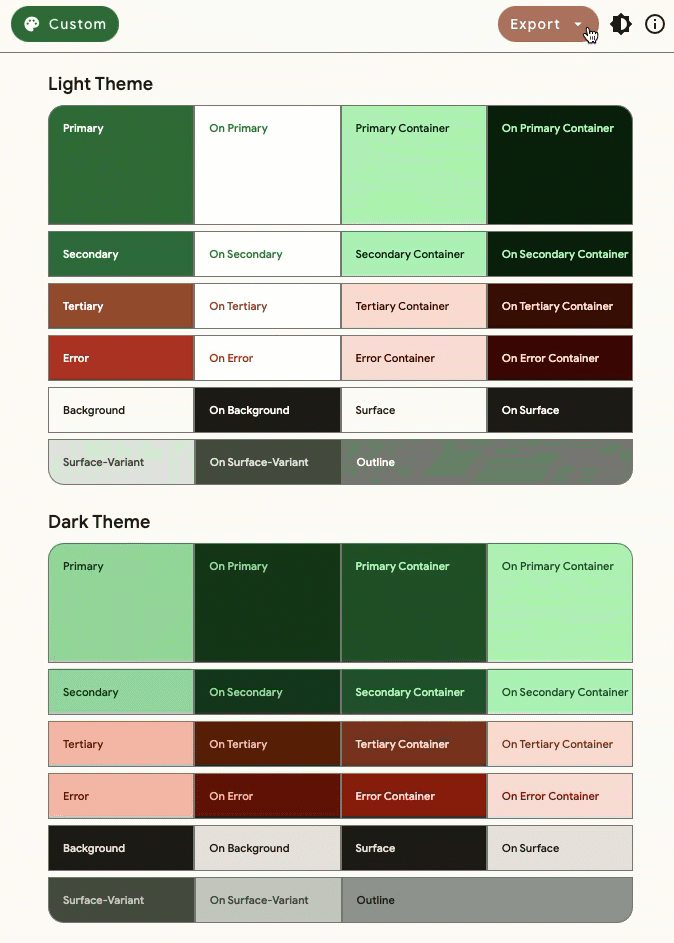 Custom
Export
Light Theme
Primary
On Primary
Primary Container
On Primary Container
Secondary
On Secondary
Secondary Container
On Secondary Container
Tertiary
On Tertiary
Tertiary Container
On Tertiary Container
Error
On Error
Error Container
On Error Container
Background
On Background
Surface
On Surface
Surface-Variant
On Surface-Variant
Outline
Dark Theme
Primary
On Primary
Primary Container
On Primary Container
Secondary
On Secondary
Secondary Container
On Secondary Container
Tertiary
On Tertiary
Tertiary Container
On Tertiary Container
Error
On Error
Error Container
On Error Container
Background
On Background
Surface
On Surface
Surface-Variant
On Surface-Variant
Outline